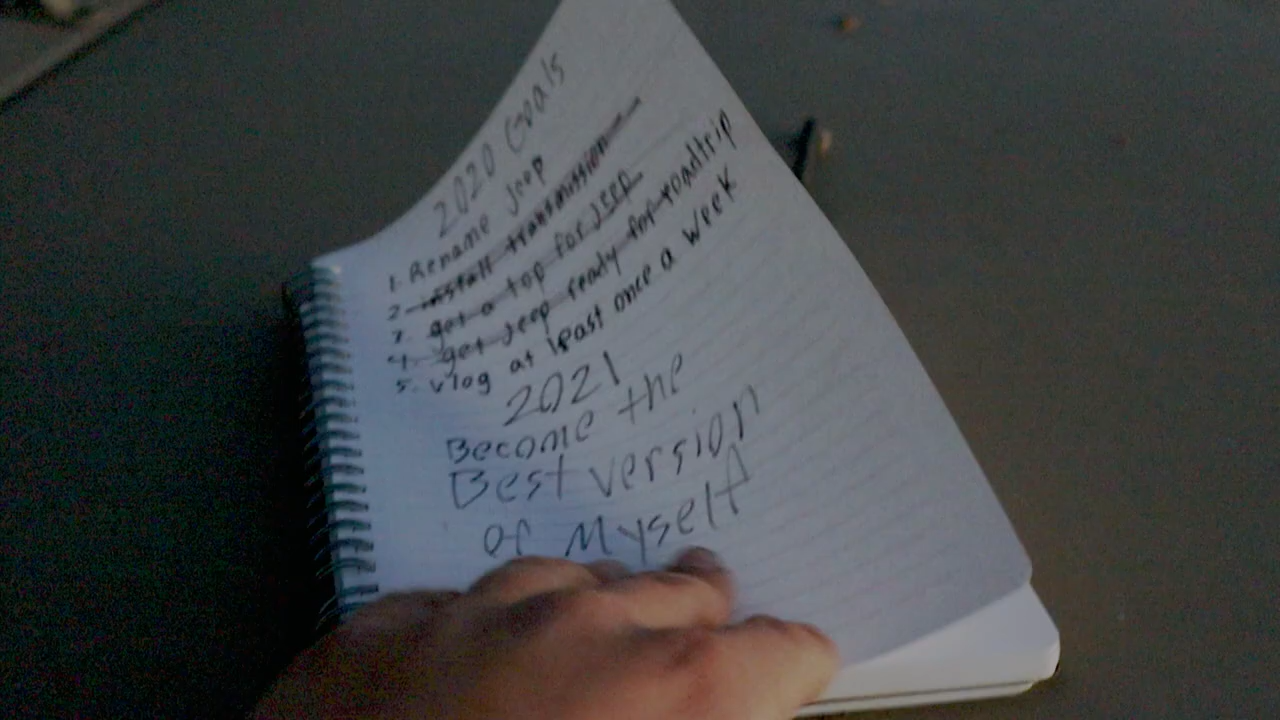 2020 Goals
1. Rename Jeep
2. install transmission
3. get a top for Jeep
4. get Jeep ready for roadtrip
5. vlog at least once a week
2021
Become the
Best version
of Myself